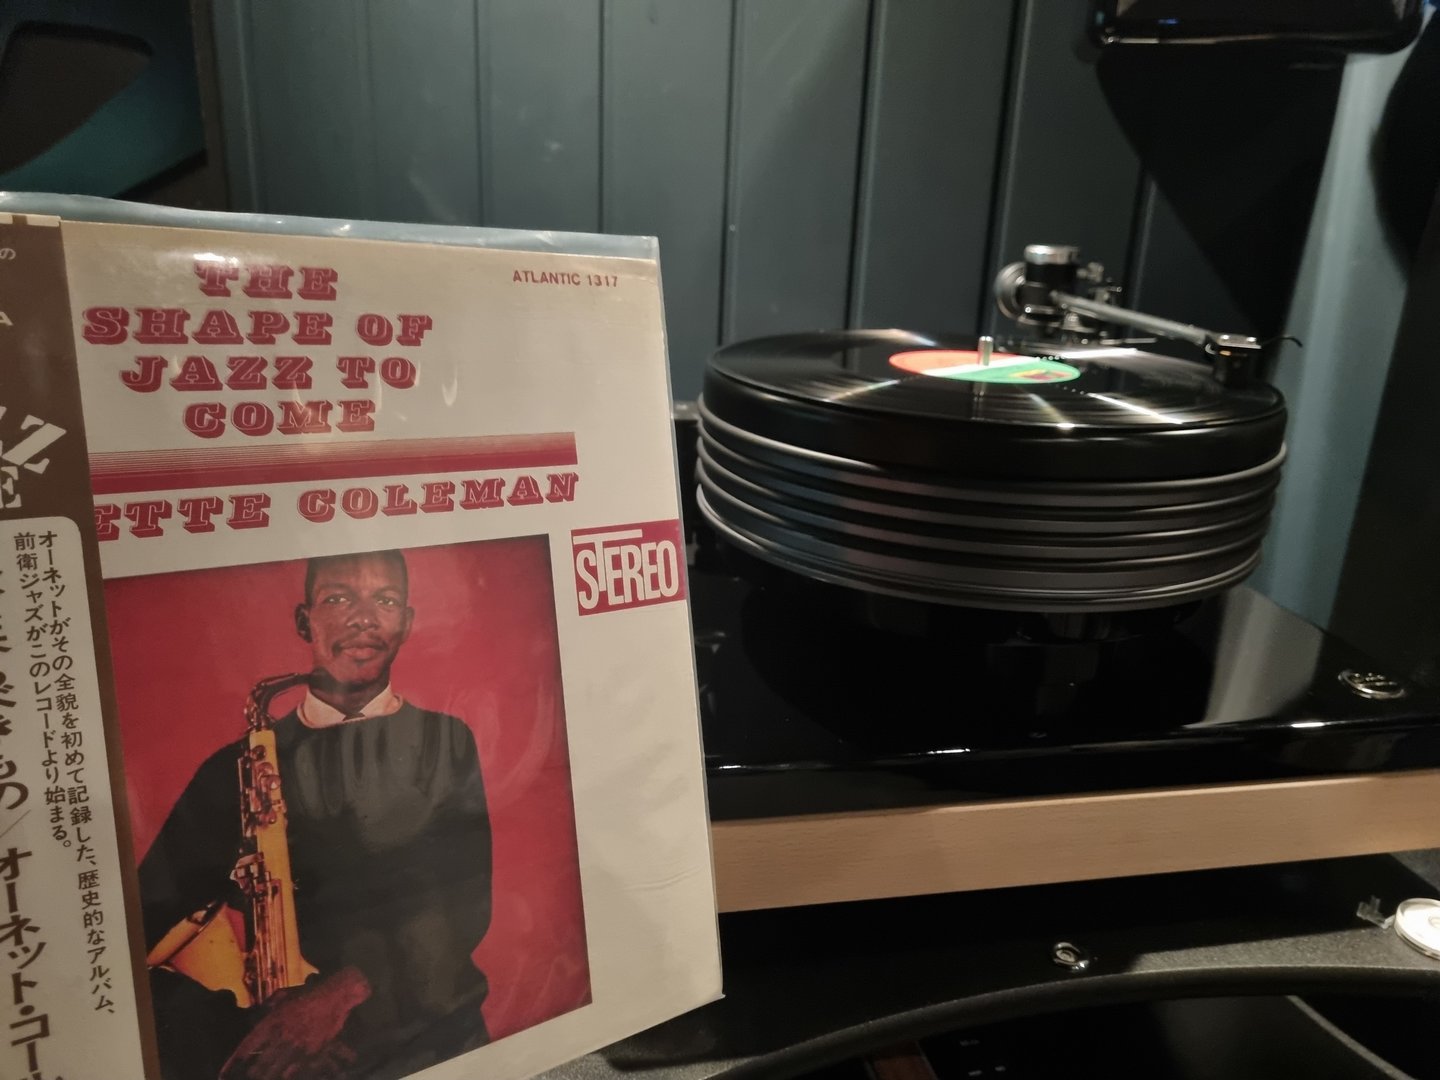 THE
SHAPE OF
JAZZ TO
COME
ATLANTIC 1317
ETTE COLEMAN
STEREO
オーネットがその全貌を初めて記録した、歴史的なアルバム、
前衛ジャズがこのレコードより始まる。
きもの/オーネット・コー